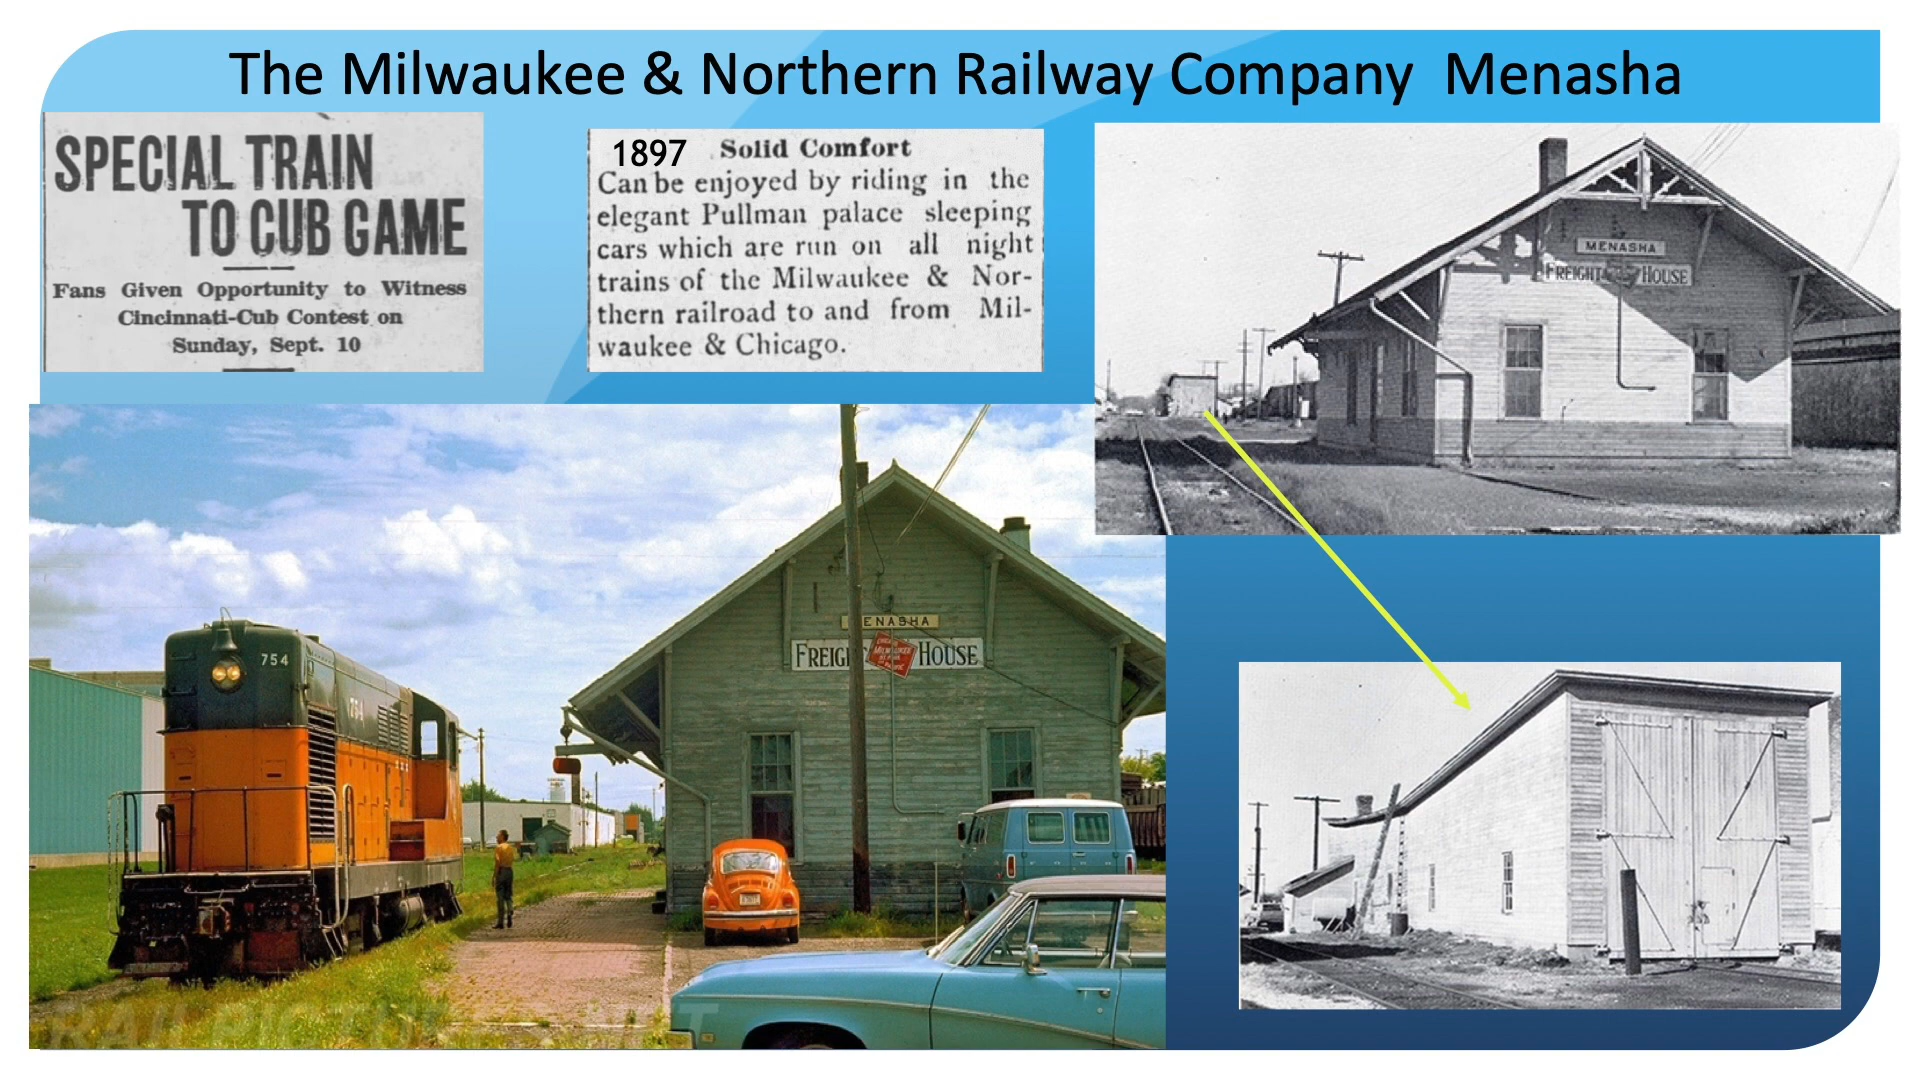 The Milwaukee & Northern Railway Company Menasha
SPECIAL TRAIN
TO CUB GAME
Fans Given Opportunity to Witness
Cincinnati-Cub Contest on
Sunday, Sept. 10
1897 Solid Comfort
Can be enjoyed by riding in the
elegant Pullman palace sleeping
cars which are run on all night
trains of the Milwaukee & Nor-
thern railroad to and from Mil-
waukee & Chicago.
MENASHA
FREIGHT HOUSE
754
754
ENASHA
FREIGH HOUSE
MILWAUKEE